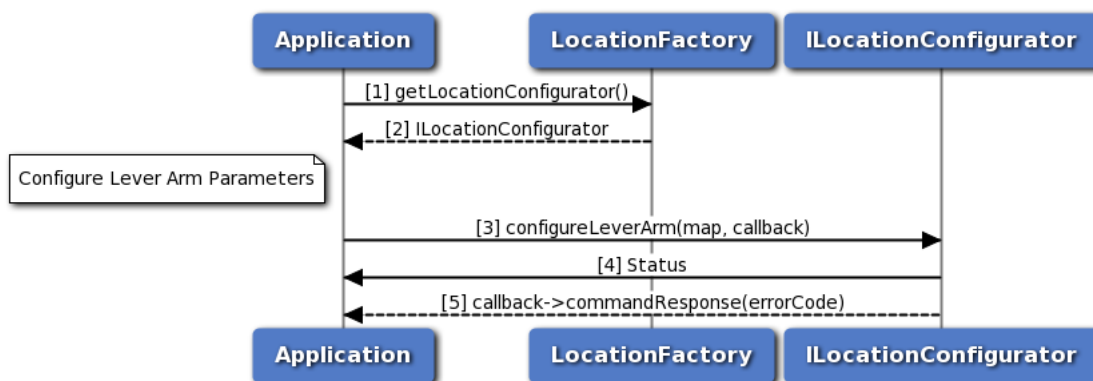 Application
LocationFactory
ILocationConfigurator
[1] getLocationConfigurator()
[2] ILocationConfigurator
Configure Lever Arm Parameters
[3] configureLeverArm(map, callback)
[4] Status
[5] callback->commandResponse(errorCode)
Application
LocationFactory
ILocationConfigurator